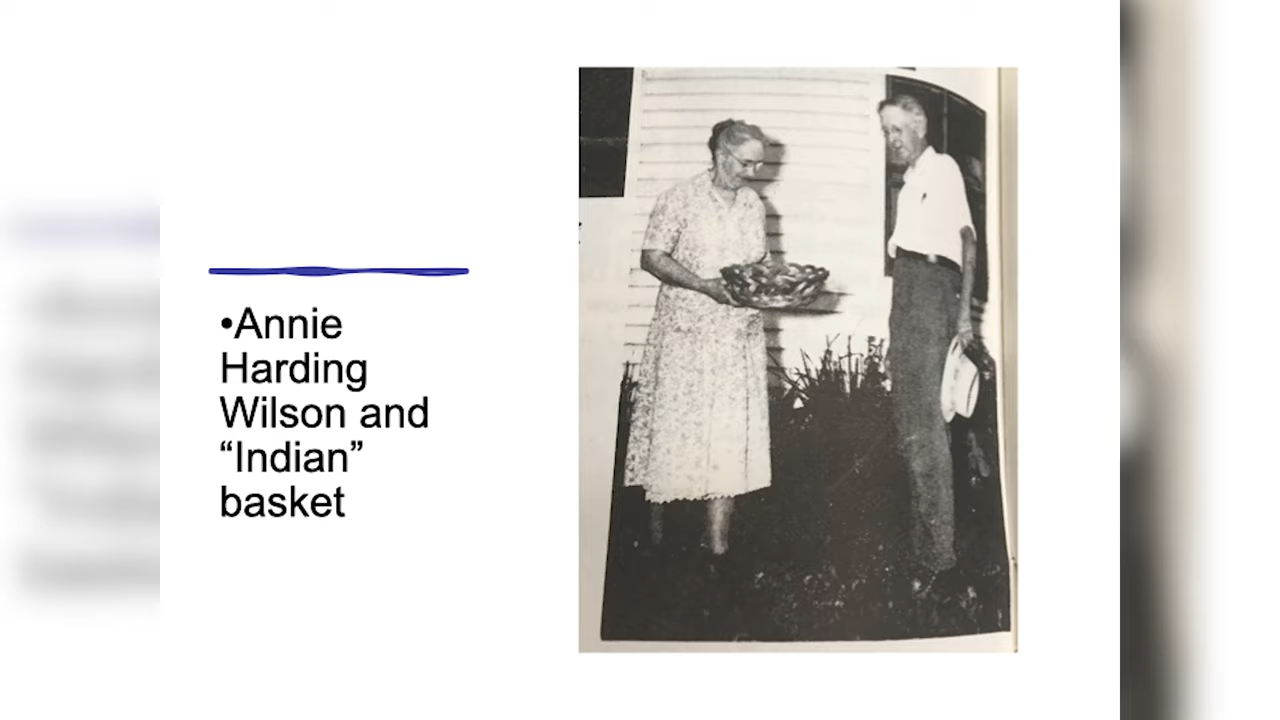 •Annie
Harding
Wilson and
“Indian”
basket